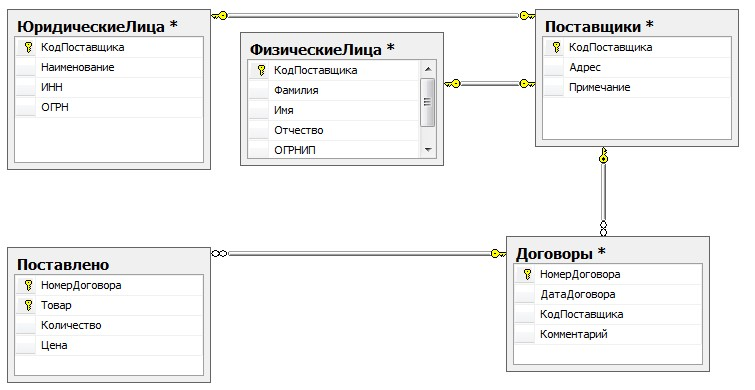 ЮридическиеЛица *
КодПоставщика
Наименование
ИНН
ОГРН
ФизическиеЛица *
КодПоставщика
Фамилия
Имя
Отчество
ОГРНИП
Поставщики *
КодПоставщика
Адрес
Примечание
Поставлено
НомерДоговора
Товар
Количество
Цена
Договоры *
НомерДоговора
ДатаДоговора
КодПоставщика
Комментарий